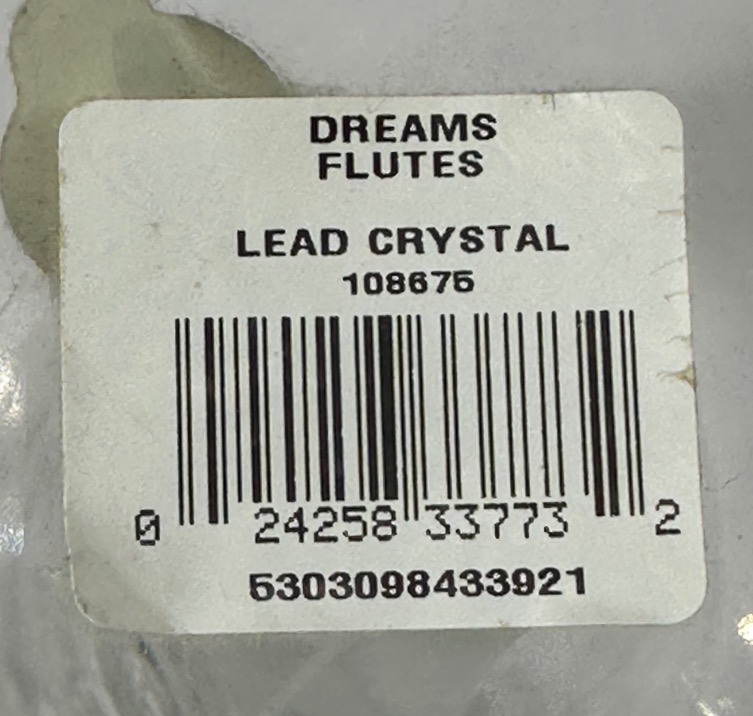 DREAMS
FLUTES
LEAD CRYSTAL
108675
0 24258 33773 2
5303098433921